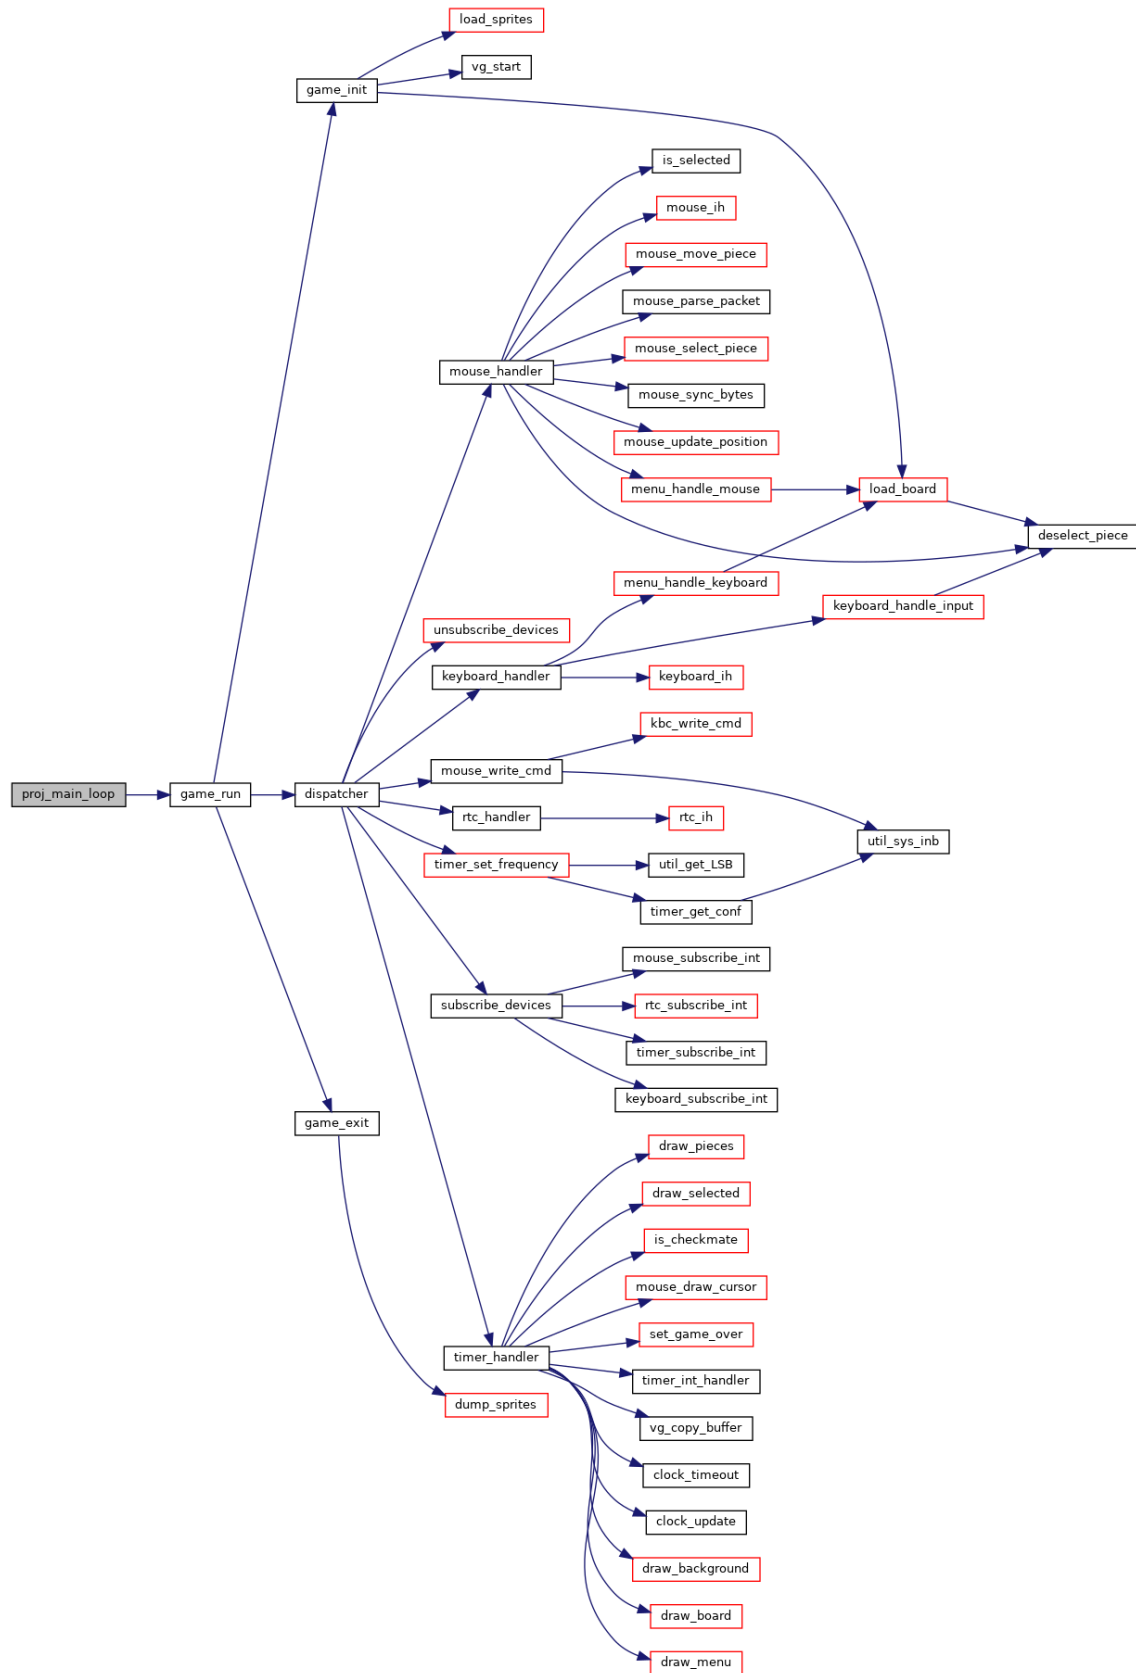 load_sprites
vg_start
game_init
is_selected
mouse_ih
mouse_move_piece
mouse_parse_packet
mouse_select_piece
mouse_handler
mouse_sync_bytes
mouse_update_position
menu_handle_mouse
load_board
deselect_piece
menu_handle_keyboard
keyboard_handle_input
unsubscribe_devices
keyboard_handler
keyboard_ih
kbc_write_cmd
mouse_write_cmd
proj_main_loop
game_run
dispatcher
rtc_handler
rtc_ih
util_sys_inb
timer_set_frequency
util_get_LSB
timer_get_conf
mouse_subscribe_int
subscribe_devices
rtc_subscribe_int
timer_subscribe_int
keyboard_subscribe_int
game_exit
draw_pieces
draw_selected
is_checkmate
mouse_draw_cursor
set_game_over
timer_handler
timer_int_handler
dump_sprites
vg_copy_buffer
clock_timeout
clock_update
draw_background
draw_board
draw_menu